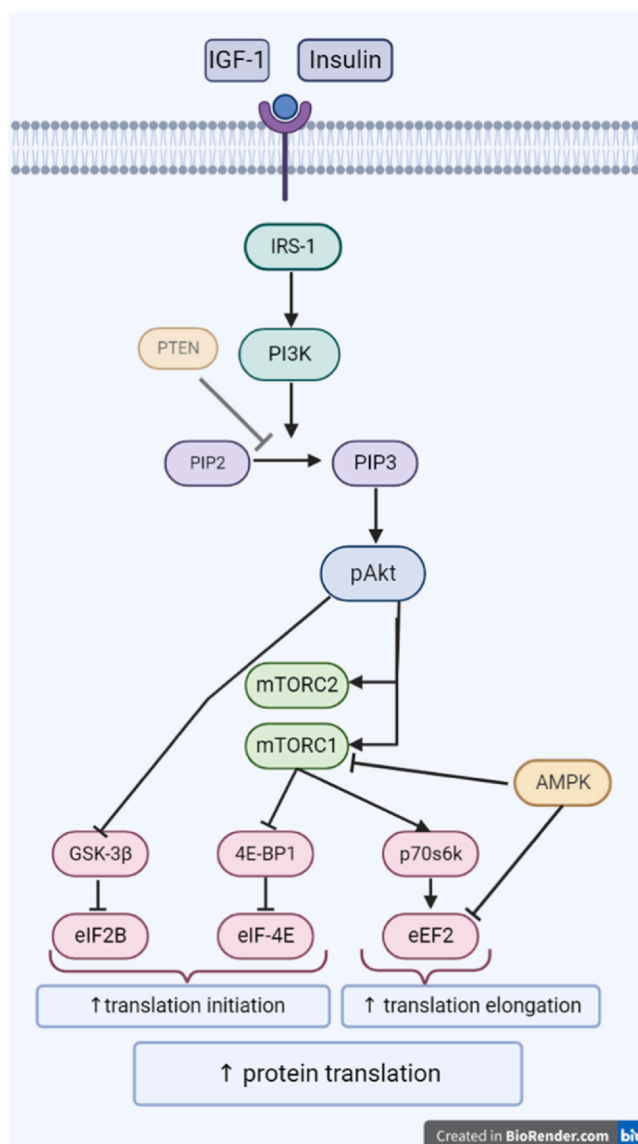 IGF-1
Insulin
IRS-1
PTEN
PI3K
PIP2
PIP3
pAkt
mTORC2
mTORC1
AMPK
GSK-3β
4E-BP1
p70s6k
eIF2B
eIF-4E
eEF2
↑translation initiation
↑ translation elongation
↑ protein translation
Created in BioRender.com